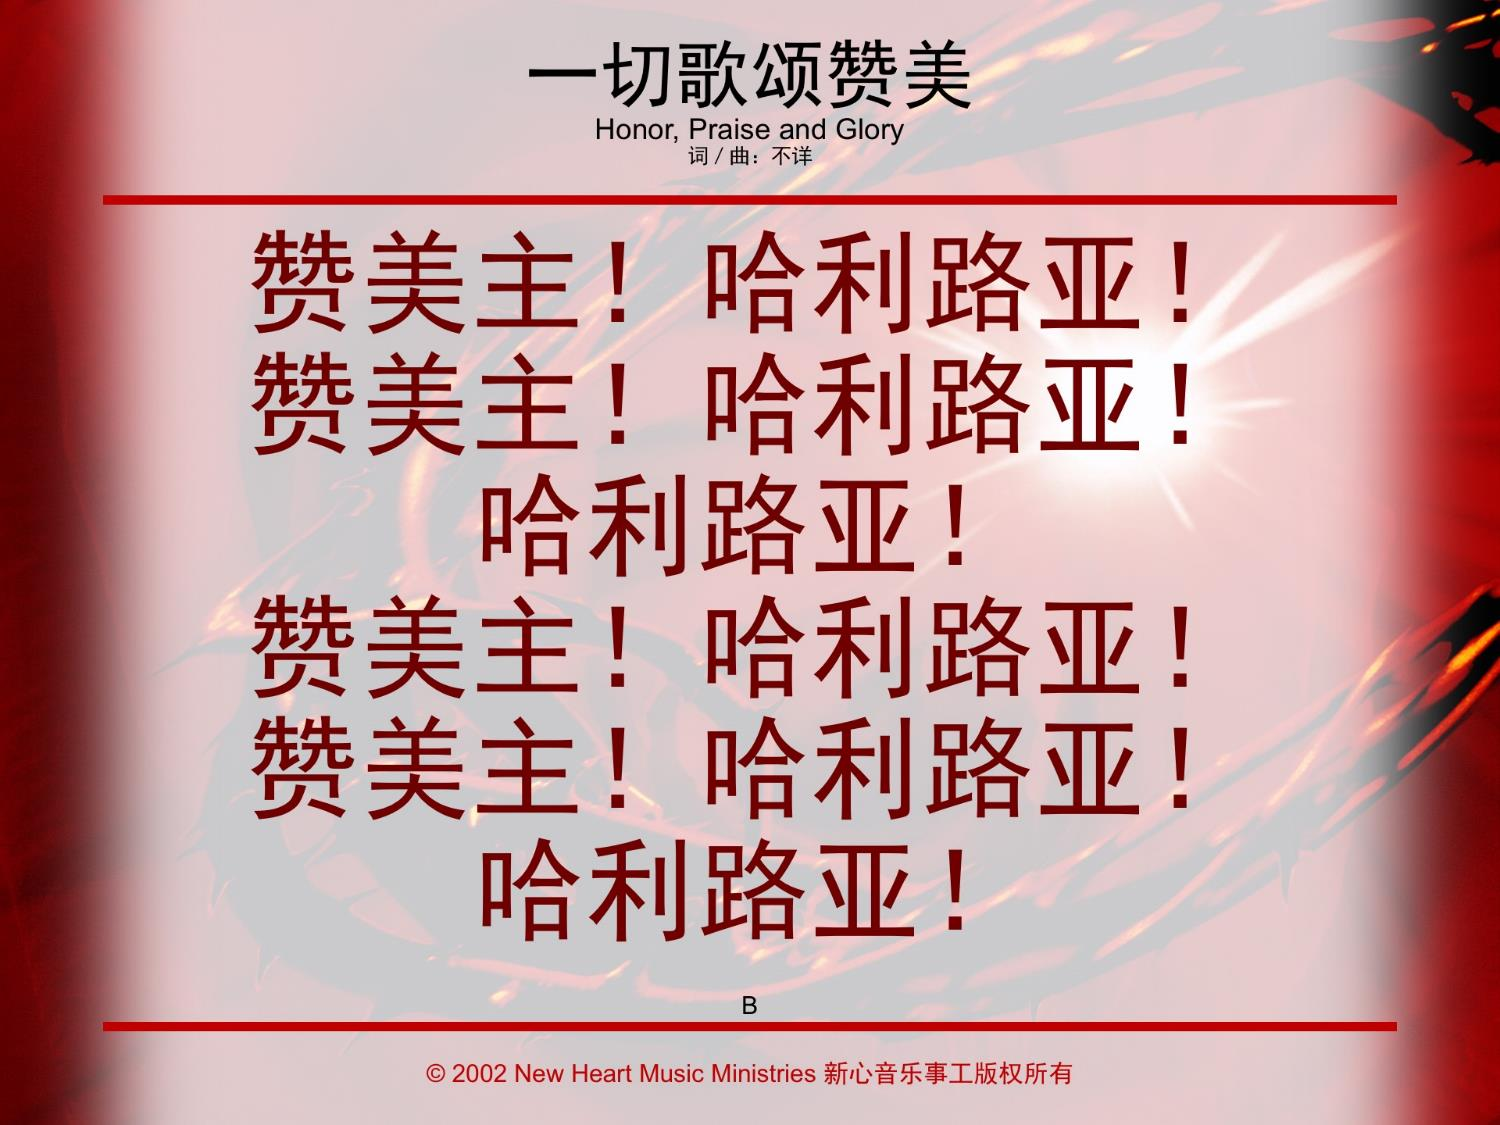 一切歌颂赞美
Honor, Praise and Glory
词 / 曲：不详
赞美主！哈利路亚！
赞美主！哈利路亚！
哈利路亚！
赞美主！哈利路亚！
赞美主！哈利路亚！
哈利路亚！
B
© 2002 New Heart Music Ministries 新心音乐事工版权所有